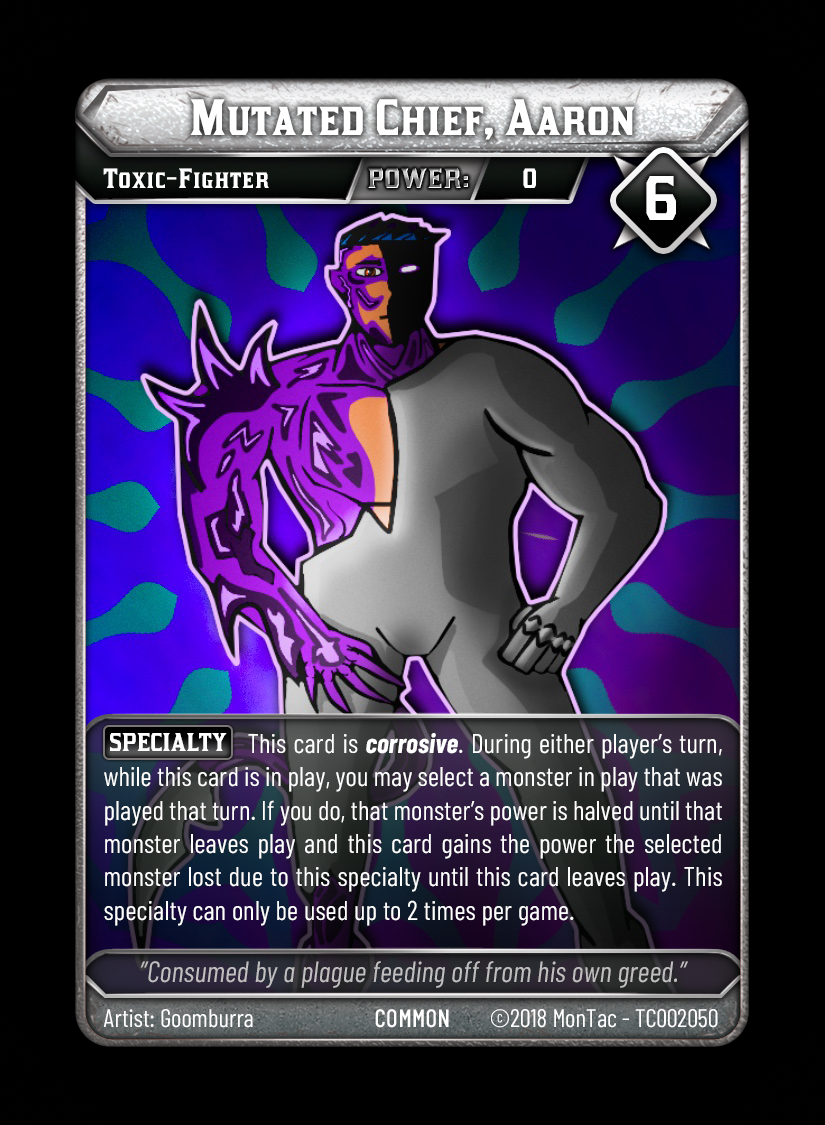 Mutated Chief, Aaron
Toxic-Fighter POWER: 0
6
SPECIALTY This card is corrosive. During either player's turn,
while this card is in play, you may select a monster in play that was
played that turn. If you do, that monster's power is halved until that
monster leaves play and this card gains the power the selected
monster lost due to this specialty until this card leaves play. This
specialty can only be used up to 2 times per game.
"Consumed by a plague feeding off from his own greed."
Artist: Goomburra COMMON ©2018 MonTac - TC002050